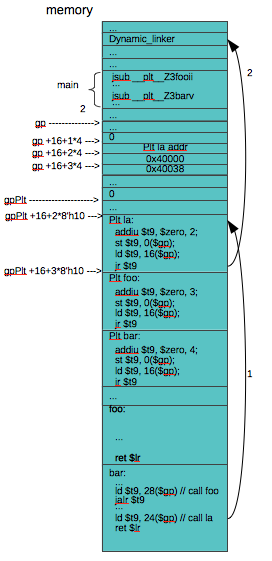 memory
...
Dynamic_linker
...
...
main
jsub __plt__Z3fooii
...
jsub __plt__Z3barv
...
2
2
...
gp -------------->
...
0
gp +16+1*4 --->
Plt la addr
gp +16+2*4 --->
0x40000
gp +16+3*4 --->
0x40038
...
0
gpPlt ------------------->
...
gpPlt +16+2*8'h10 --->
Plt la:
addiu $t9, $zero, 2;
st $t9, 0($gp);
ld $t9, 16($gp);
jr $t9
gpPlt +16+3*8'h10 --->
Plt foo:
addiu $t9, $zero, 3;
st $t9, 0($gp);
ld $t9, 16($gp);
jr $t9
Plt bar:
addiu $t9, $zero, 4;
st $t9, 0($gp);
ld $t9, 16($gp);
jr $t9
1
...
foo:
...
ret $lr
bar:
...
ld $t9, 28($gp) // call foo
jalr $t9
...
ld $t9, 24($gp) // call la
ret $lr